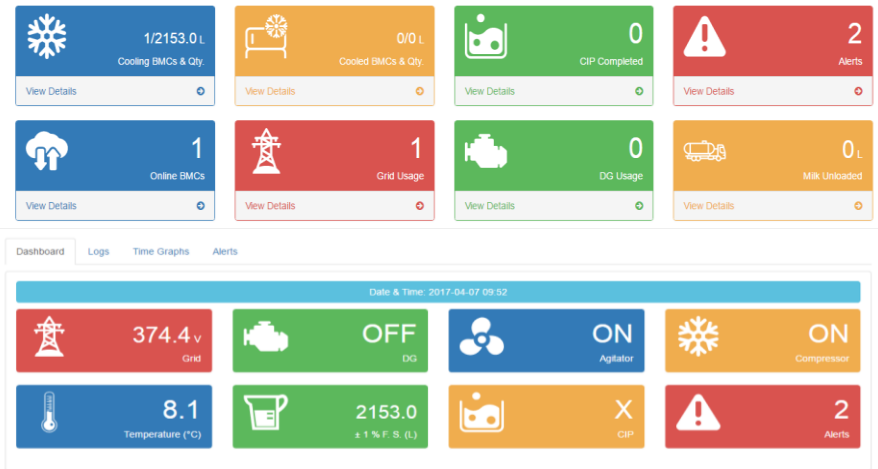 1/2153.0 L
Cooling BMCs & Qty.
View Details
0/0 L
Cooled BMCs & Qty.
View Details
0
CIP Completed
View Details
2
Alerts
View Details
1
Online BMCs
View Details
1
Grid Usage
View Details
0
DG Usage
View Details
0 L
Milk Unloaded
View Details
Dashboard Logs Time Graphs Alerts
Date & Time: 2017-04-07 09:52
374.4 v
Grid
OFF
DG
ON
Agitator
ON
Compressor
8.1
Temperature (°C)
2153.0
± 1 % F. S. (L)
X
CIP
2
Alerts